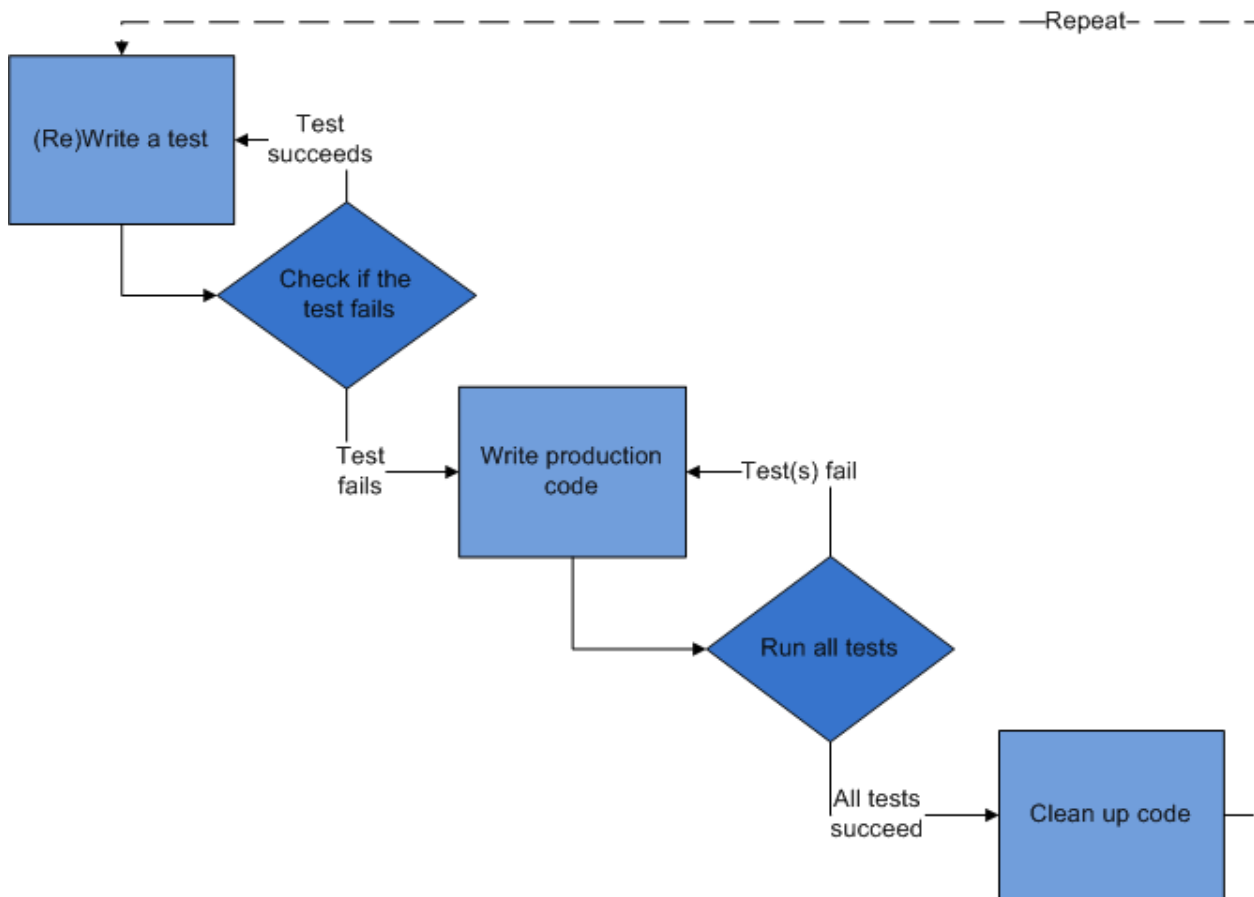 Repeat
(Re)Write a test
Test
succeeds
Check if the
test fails
Test
fails
Write production
code
Test(s) fail
Run all tests
All tests
succeed
Clean up code